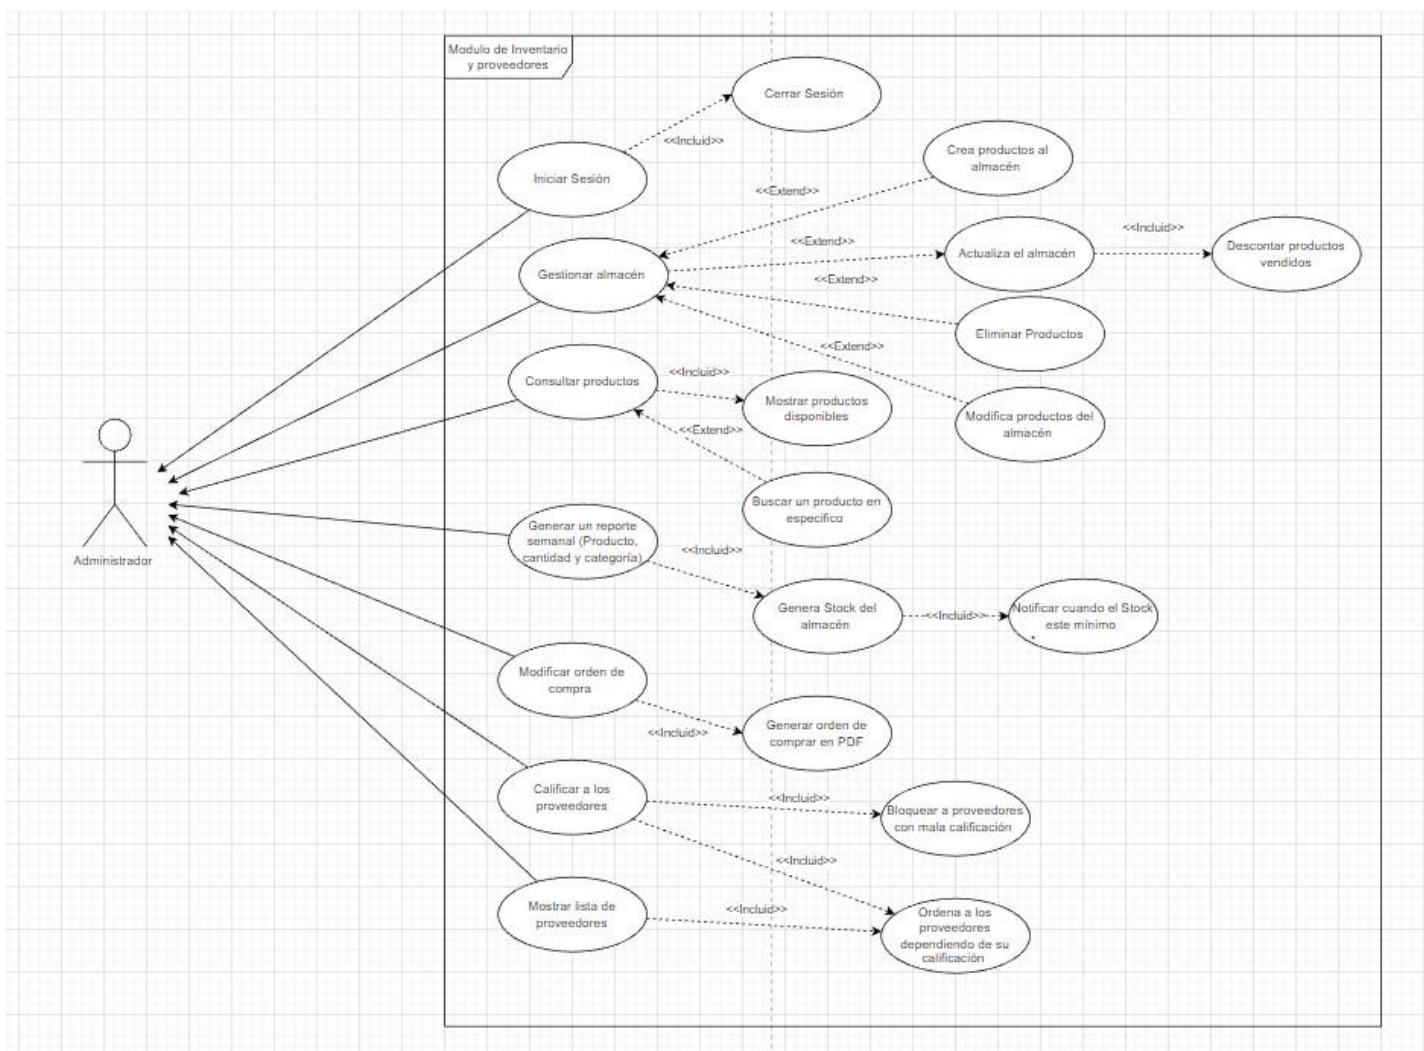 Modulo de Inventario
y proveedores
Cerrar Sesión
<<Incluid>>
Iniciar Sesión
Crea productos al
almacén
<<Extend>>
Gestionar almacén
<<Extend>>
Actualiza el almacén
<<Incluid>>
Descontar productos
vendidos
<<Extend>>
Eliminar Productos
<<Extend>>
Modifica productos del
almacén
Consultar productos
<<Incluid>>
Mostrar productos
disponibles
<<Extend>>
Buscar un producto en
especifico
Administrador
Generar un reporte
semanal (Producto,
cantidad y categoría)
<<Incluid>>
Genera Stock del
almacén
<<Incluid>>
Notificar cuando el Stock
este mínimo
Modificar orden de
compra
<<Incluid>>
Generar orden de
comprar en PDF
Calificar a los
proveedores
<<Incluid>>
Bloquear a proveedores
con mala calificación
<<Incluid>>
Mostrar lista de
proveedores
<<Incluid>>
Ordena a los
proveedores
dependiendo de su
calificación